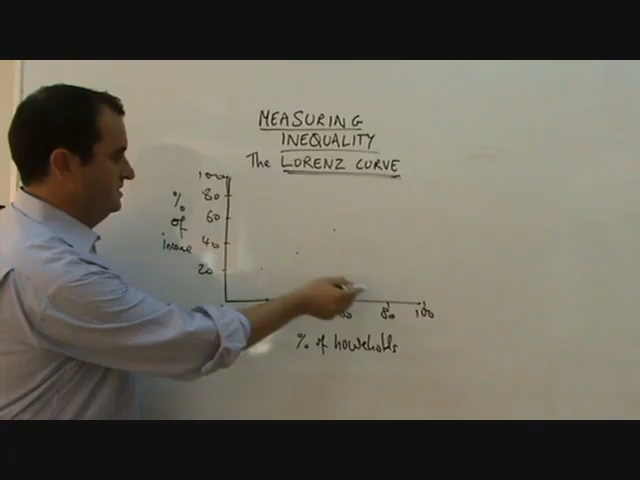 MEASURING
INEQUALITY
The LORENZ CURVE
100
%
80
of
60
income
40
20
80
100
% of households